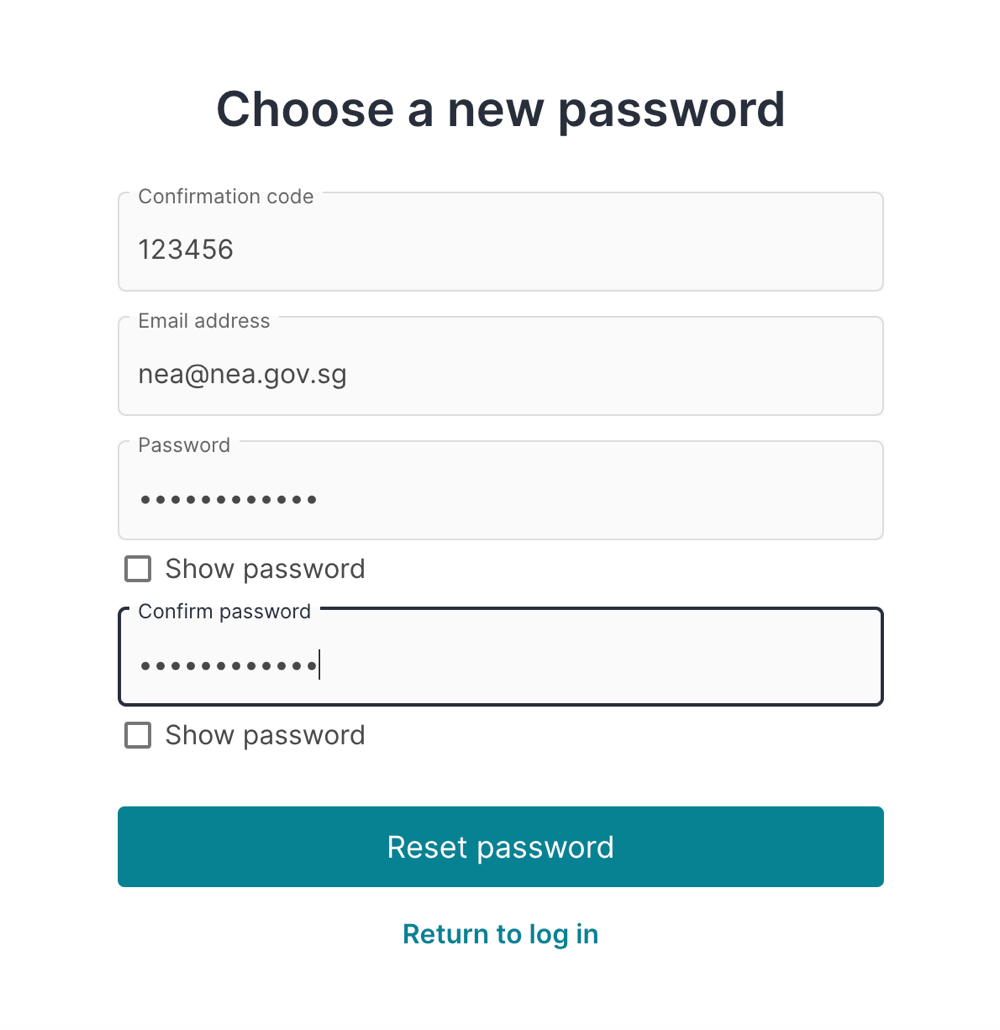 Choose a new password
Confirmation code
123456
Email address
nea@nea.gov.sg
Password
••••••••••••
Show password
Confirm password
••••••••••••
Show password
Reset password
Return to log in